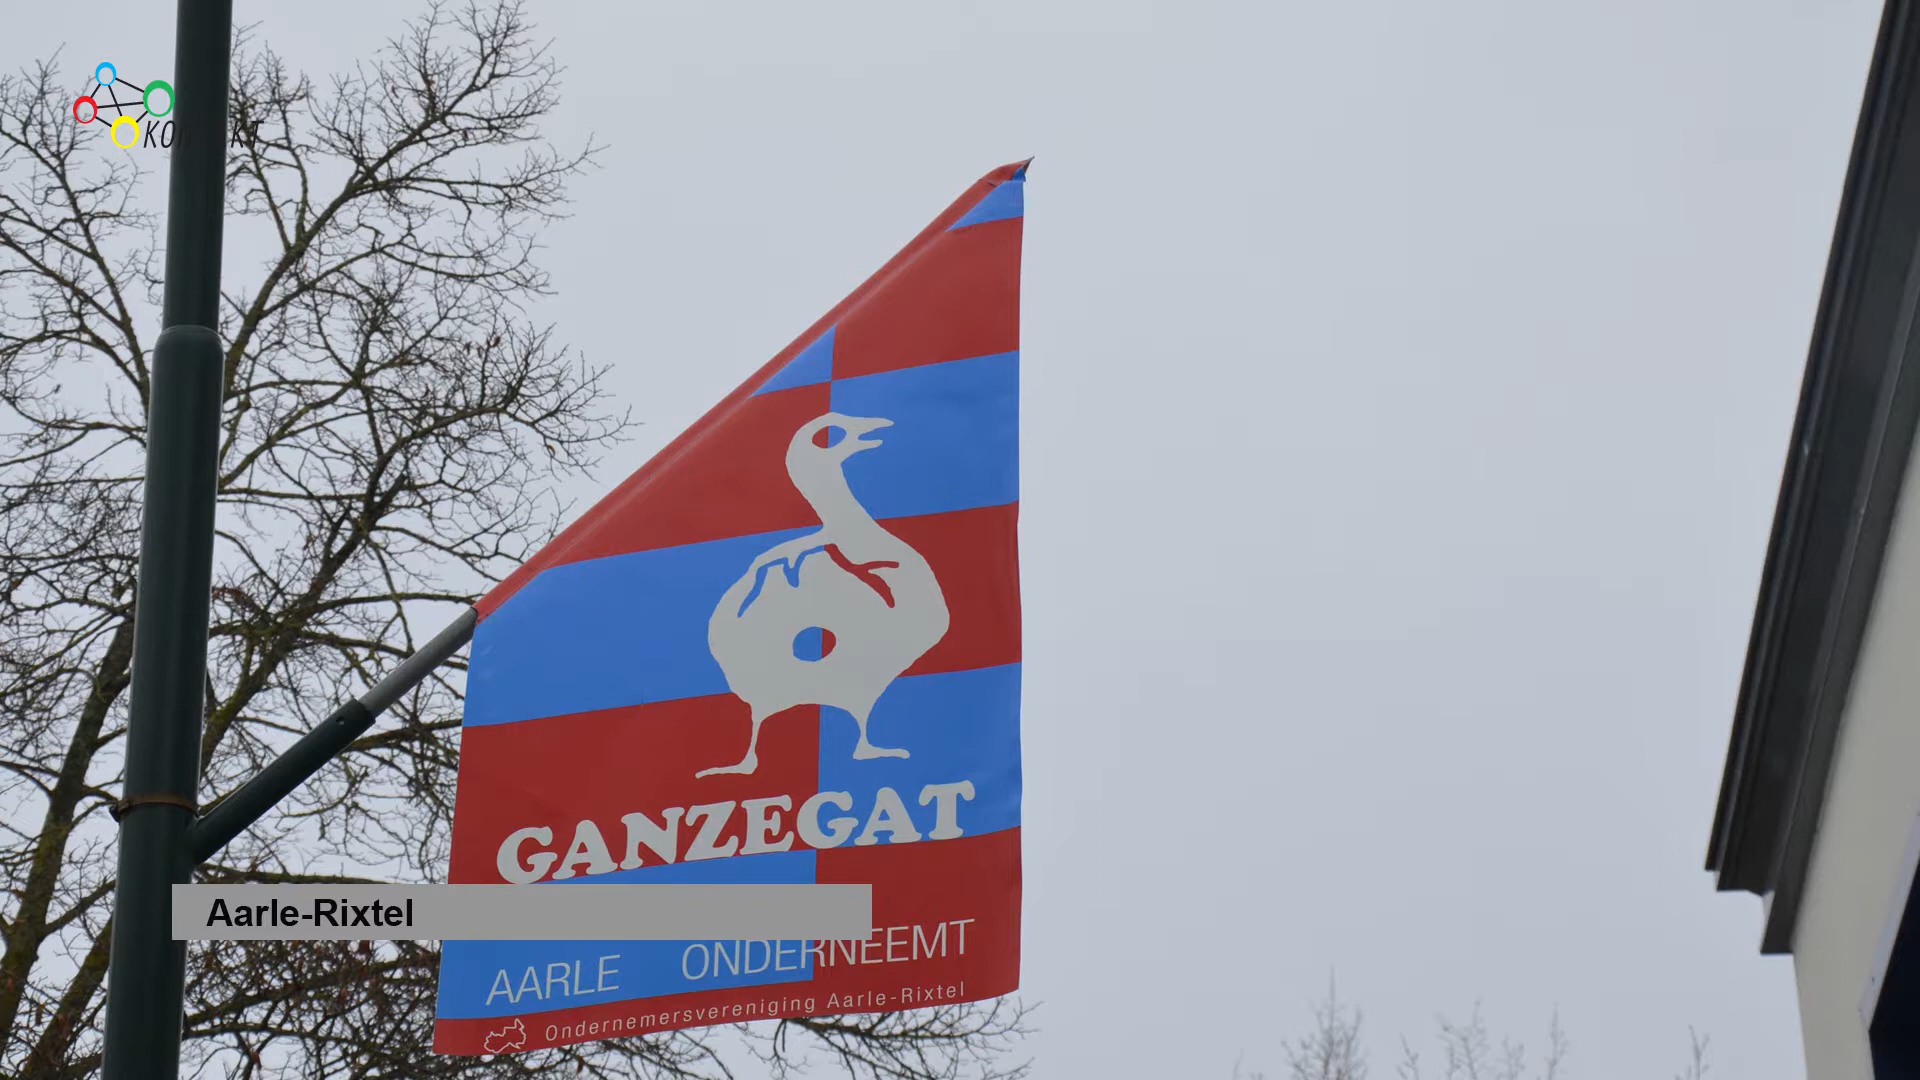 GANZEGAT
Aarle-Rixtel
AARLE ONDERNEEMT
Ondernemersvereniging Aarle-Rixtel